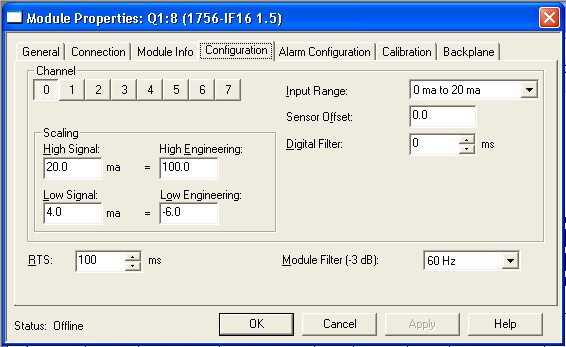 Module Properties: Q1:8 (1756-IF16 1.5)
General Connection Module Info Configuration Alarm Configuration Calibration Backplane
Channel
0 1 2 3 4 5 6 7
Input Range: 0 ma to 20 ma
Sensor Offset: 0.0
Digital Filter: 0 ms
Scaling
High Signal: High Engineering:
20.0 ma = 100.0
Low Signal: Low Engineering:
4.0 ma = -6.0
RTS: 100 ms
Module Filter (-3 dB): 60 Hz
Status: Offline
OK Cancel Apply Help